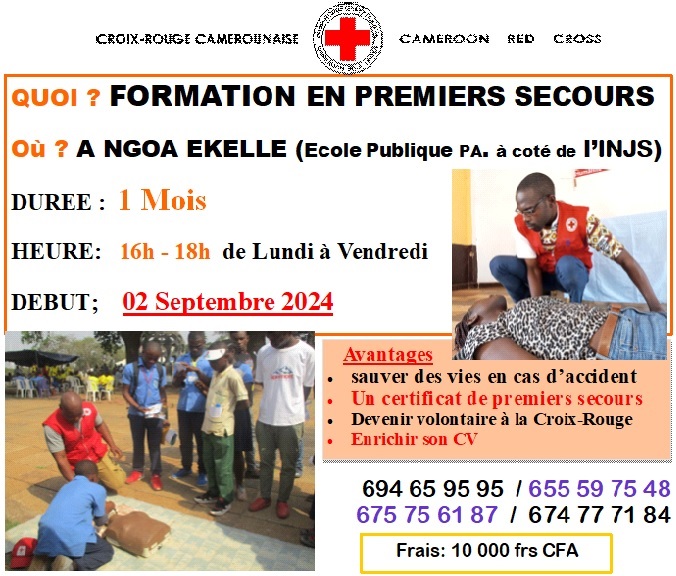 CROIX-ROUGE CAMEROUNAISE CAMEROON RED CROSS
QUOI ? FORMATION EN PREMIERS SECOURS
Où ? A NGOA EKELLE (Ecole Publique PA. à coté de l'INJS)
DUREE : 1 Mois
HEURE: 16h - 18h de Lundi à Vendredi
DEBUT; 02 Septembre 2024
Avantages
• sauver des vies en cas d'accident
• Un certificat de premiers secours
• Devenir volontaire à la Croix-Rouge
• Enrichir son CV
694 65 95 95 / 655 59 75 48
675 75 61 87 / 674 77 71 84
Frais: 10 000 frs CFA